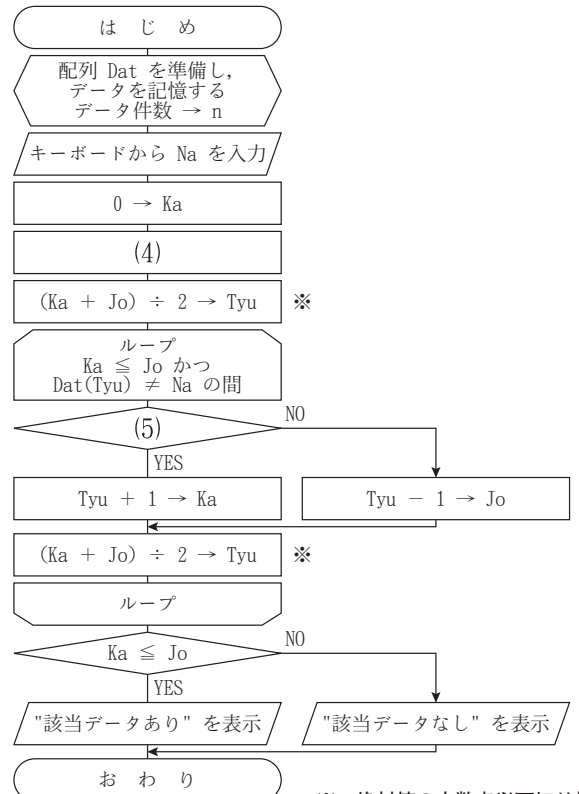 はじめ
配列 Dat を準備し,
データを記憶する
データ件数 → n
キーボードから Na を入力
0 → Ka
(4)
(Ka + Jo) ÷ 2 → Tyu ※
ループ
Ka ≦ Jo かつ
Dat(Tyu) ≠ Na の間
(5)
NO
YES
Tyu + 1 → Ka
Tyu - 1 → Jo
(Ka + Jo) ÷ 2 → Tyu ※
ループ
Ka ≦ Jo
NO
YES
"該当データあり" を表示
"該当データなし" を表示
おわり